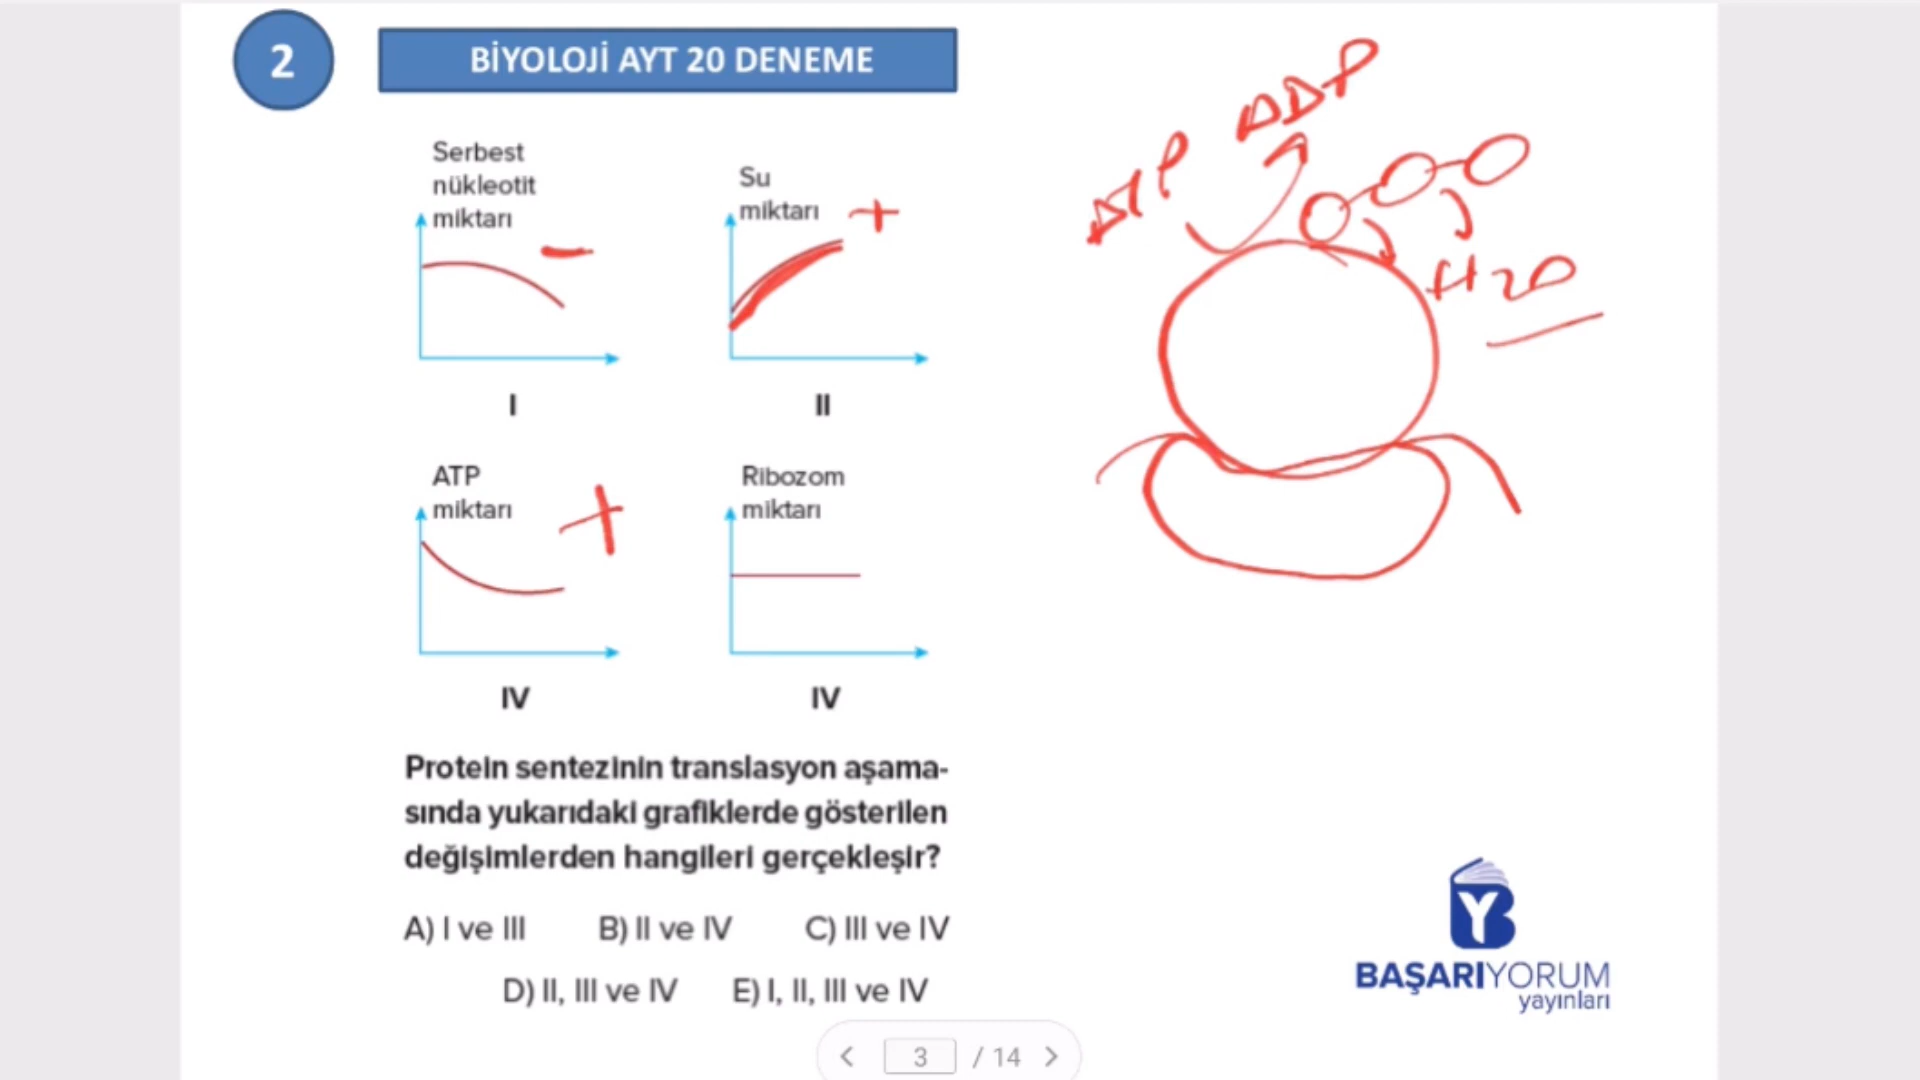 2
BİYOLOJİ AYT 20 DENEME
Serbest
nükleotit
miktarı
−
I
Su
miktarı
+
II
ATP
miktarı
+
IV
Ribozom
miktarı
IV
ATP
ADP
H2O
Protein sentezinin translasyon aşama-
sında yukarıdaki grafiklerde gösterilen
değişimlerden hangileri gerçekleşir?
A) I ve III B) II ve IV C) III ve IV
D) II, III ve IV E) I, II, III ve IV
BAŞARIYORUM
yayınları
< 3 / 14 >